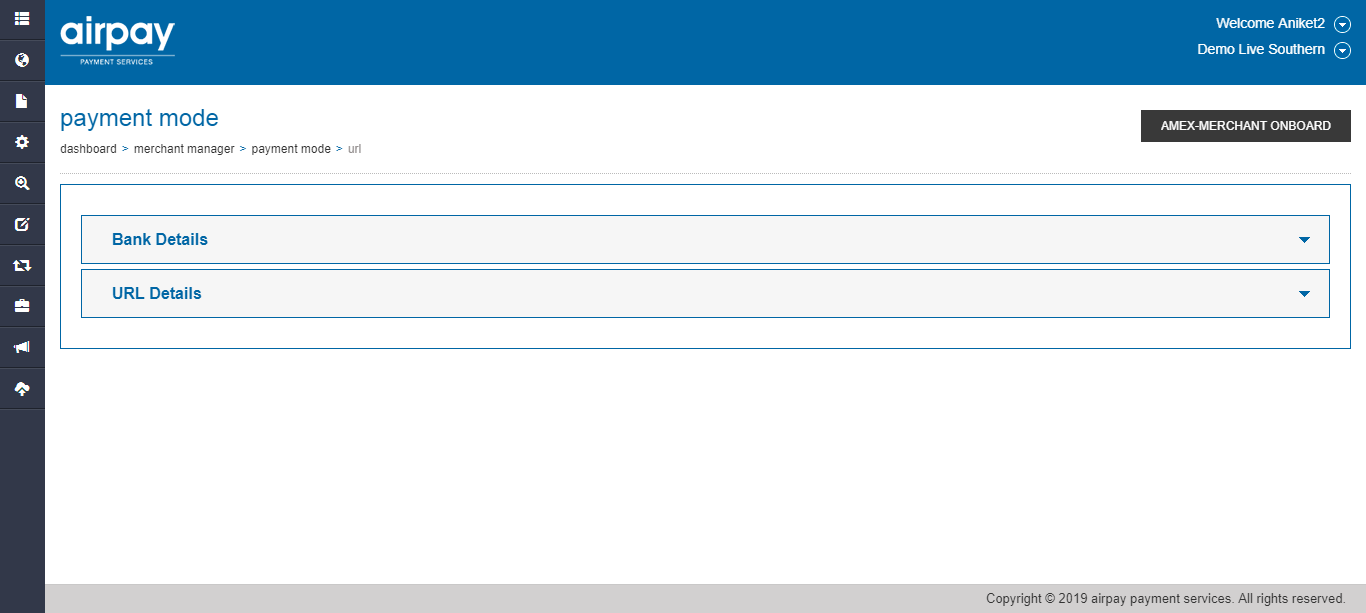 airpay
PAYMENT SERVICES
Welcome Aniket2
Demo Live Southern
payment mode
AMEX-MERCHANT ONBOARD
dashboard > merchant manager > payment mode > url
Bank Details
URL Details
Copyright © 2019 airpay payment services. All rights reserved.